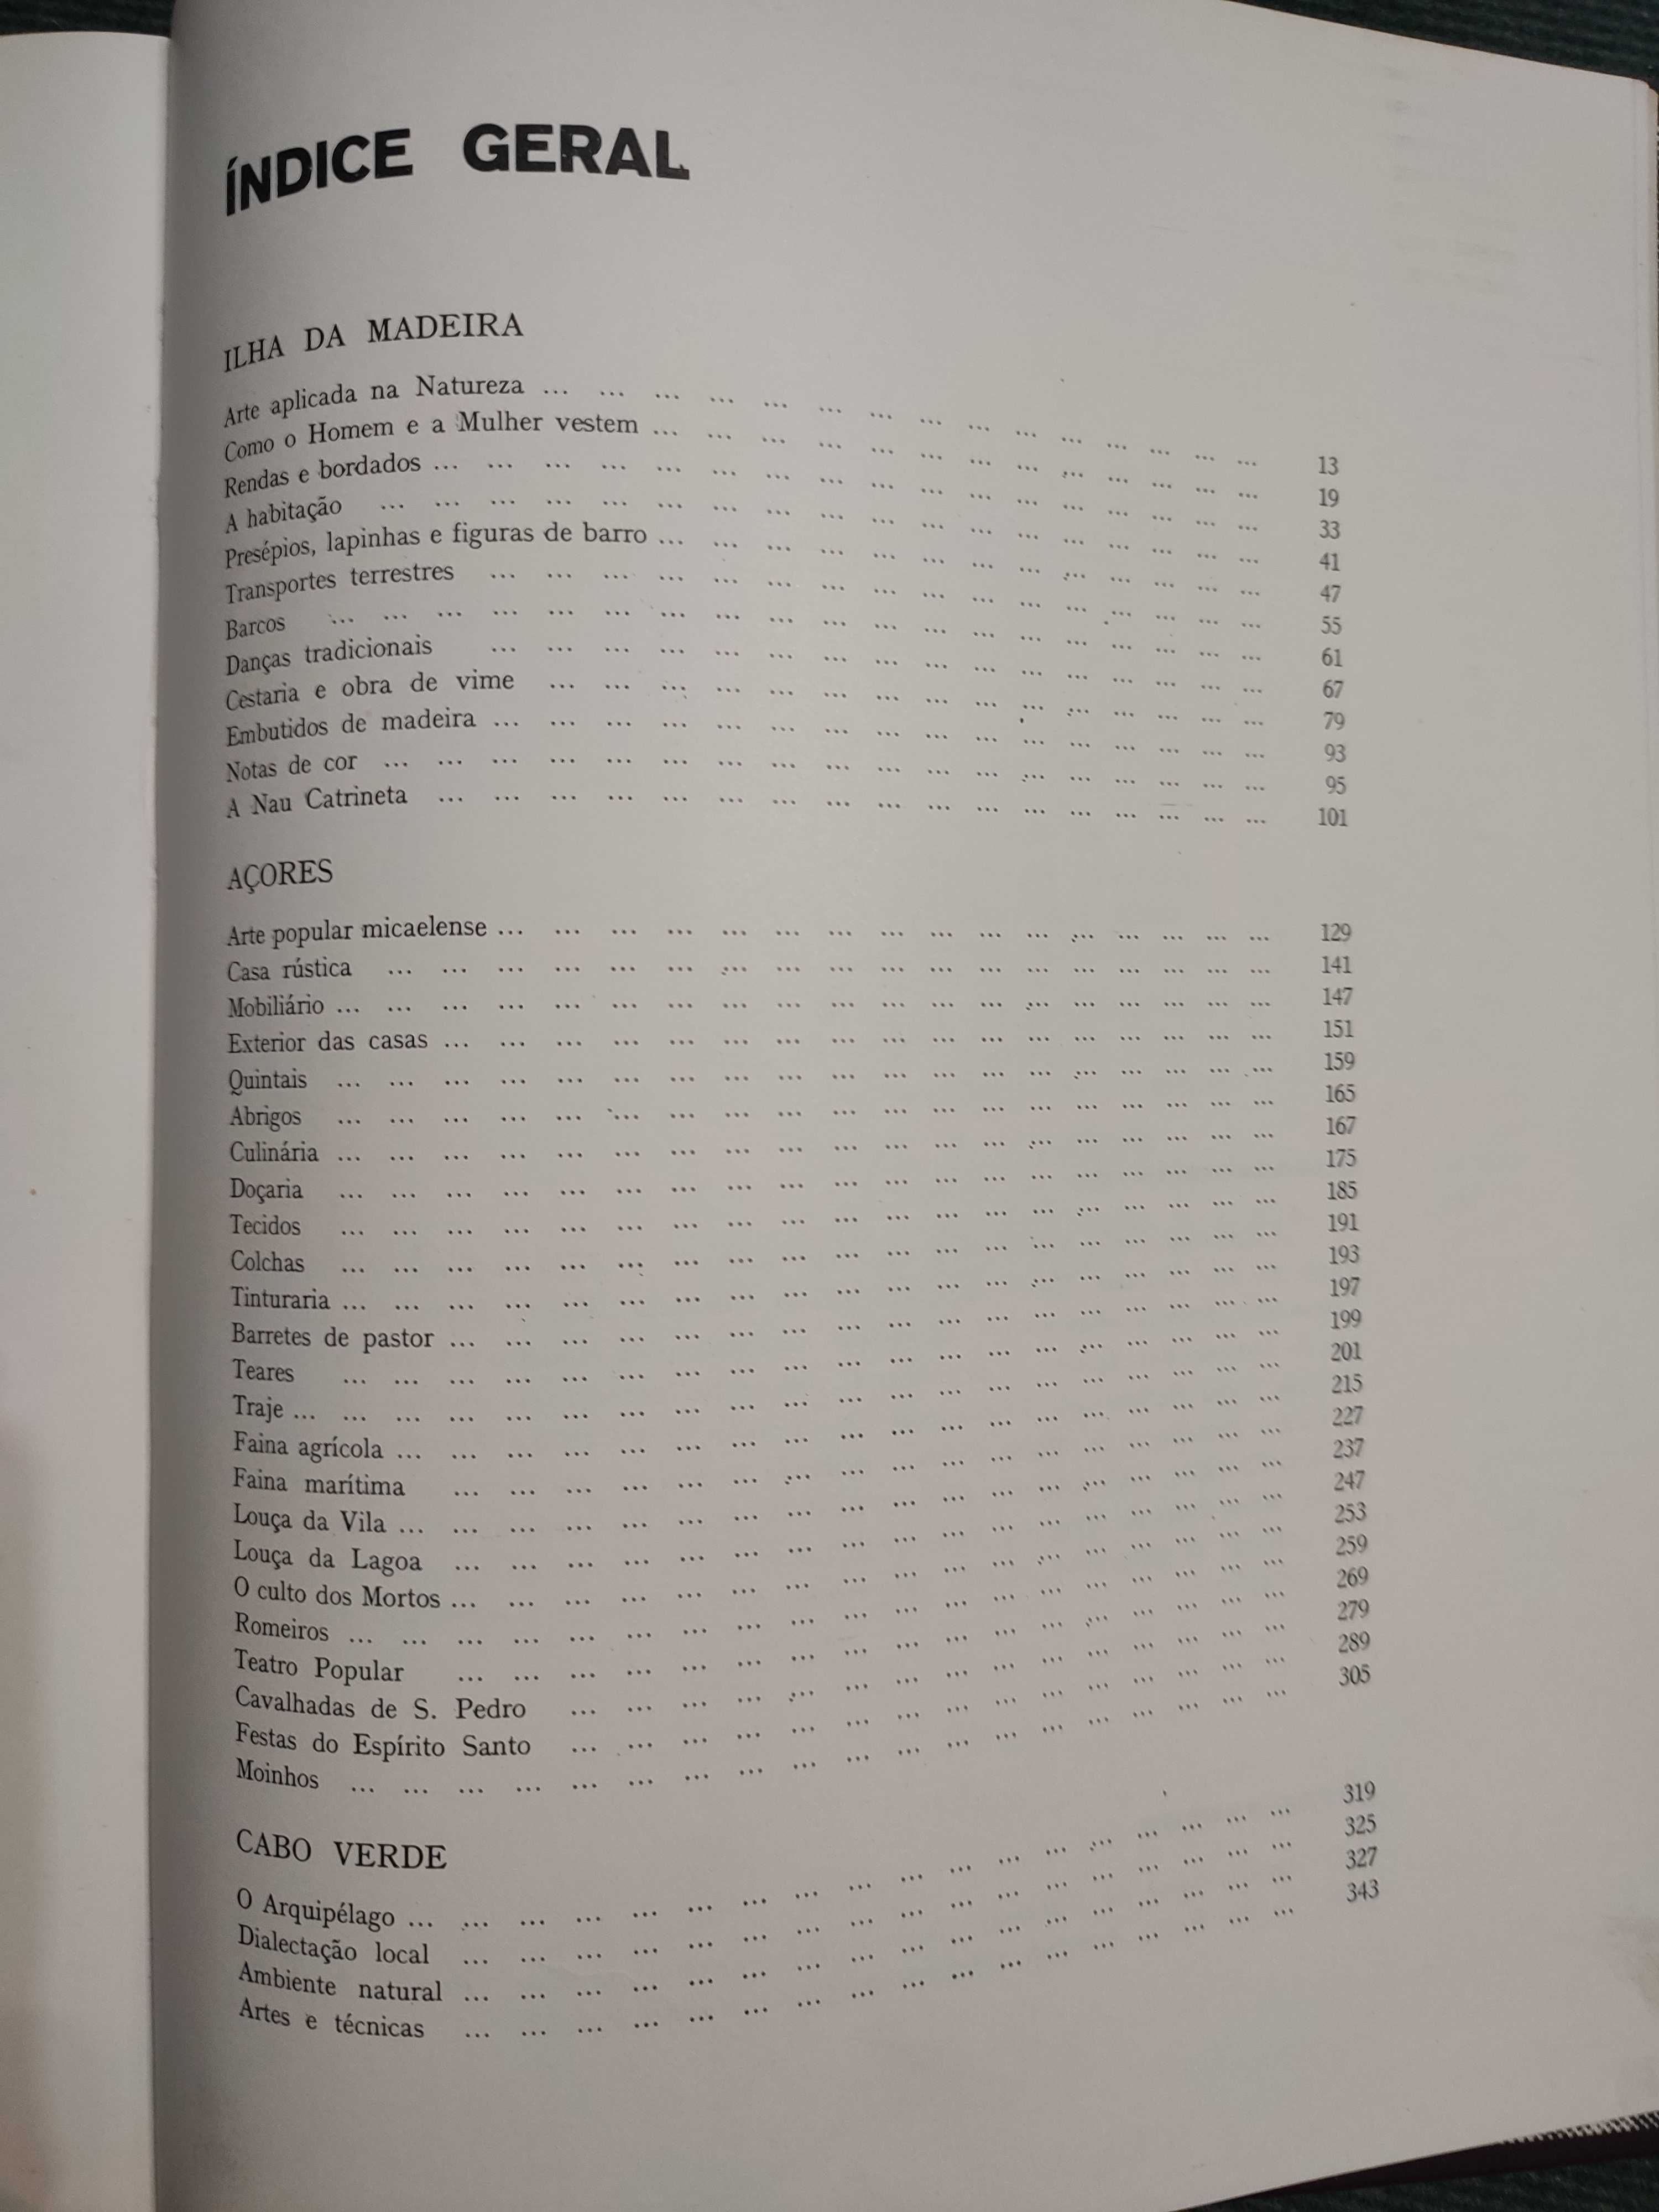 ÍNDICE GERAL
ILHA DA MADEIRA
Arte aplicada na Natureza ... 13
Como o Homem e a Mulher vestem ... 19
Rendas e bordados ... 33
A habitação ... 41
Presépios, lapinhas e figuras de barro ... 47
Transportes terrestres ... 55
Barcos ... 61
Danças tradicionais ... 67
Cestaria e obra de vime ... 79
Embutidos de madeira ... 93
Notas de cor ... 95
A Nau Catrineta ... 101
AÇORES
Arte popular micaelense ... 129
Casa rústica ... 141
Mobiliário ... 147
Exterior das casas ... 151
Quintais ... 159
Abrigos ... 165
Culinária ... 167
Doçaria ... 175
Tecidos ... 185
Colchas ... 191
Tinturaria ... 193
Barretes de pastor ... 197
Teares ... 199
Traje ... 201
Faina agrícola ... 215
Faina marítima ... 227
Louça da Vila ... 237
Louça da Lagoa ... 247
O culto dos Mortos ... 253
Romeiros ... 259
Teatro Popular ... 269
Cavalhadas de S. Pedro ... 279
Festas do Espírito Santo ... 289
Moinhos ... 305
CABO VERDE
O Arquipélago ... 319
Dialectação local ... 325
Ambiente natural ... 327
Artes e técnicas ... 343